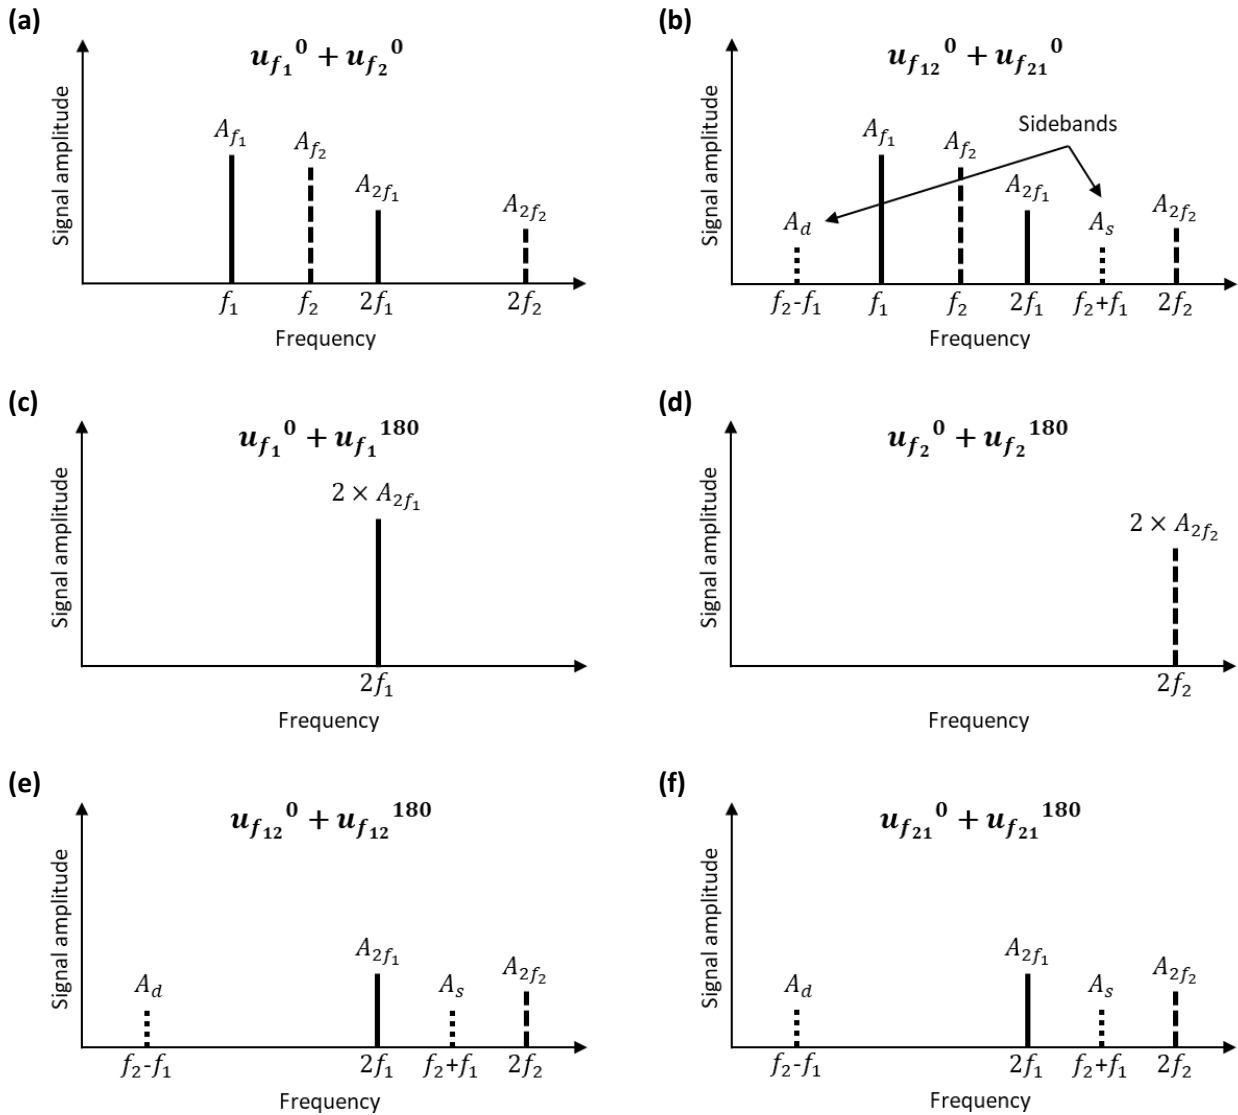 (a)
u_{f_1}^0 + u_{f_2}^0
Signal amplitude
A_{f_1}
A_{f_2}
A_{2f_1}
A_{2f_2}
f_1 f_2 2f_1 2f_2
Frequency
(b)
u_{f_{12}}^0 + u_{f_{21}}^0
Signal amplitude
Sidebands
A_d
A_{f_1}
A_{f_2}
A_{2f_1}
A_s
A_{2f_2}
f_2-f_1 f_1 f_2 2f_1 f_2+f_1 2f_2
Frequency
(c)
u_{f_1}^0 + u_{f_1}^{180}
Signal amplitude
2 × A_{2f_1}
2f_1
Frequency
(d)
u_{f_2}^0 + u_{f_2}^{180}
Signal amplitude
2 × A_{2f_2}
2f_2
Frequency
(e)
u_{f_{12}}^0 + u_{f_{12}}^{180}
Signal amplitude
A_d
A_{2f_1}
A_s
A_{2f_2}
f_2-f_1 2f_1 f_2+f_1 2f_2
Frequency
(f)
u_{f_{21}}^0 + u_{f_{21}}^{180}
Signal amplitude
A_d
A_{2f_1}
A_s
A_{2f_2}
f_2-f_1 2f_1 f_2+f_1 2f_2
Frequency